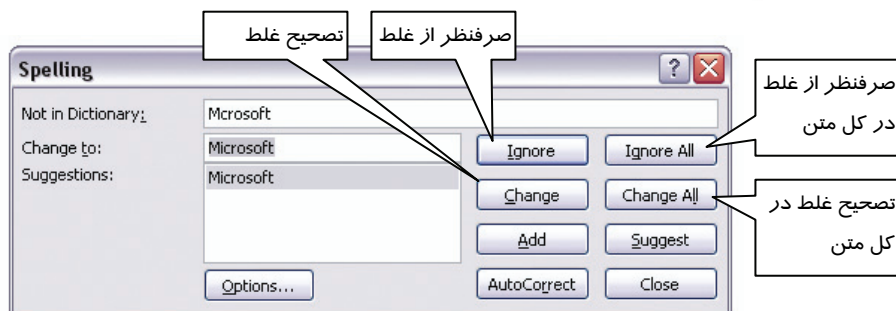 تصحیح غلط
صرفنظر از غلط
Spelling
Not in Dictionary:
Mcrosoft
صرفنظر از غلط
در کل متن
Change to:
Microsoft
Ignore
Ignore All
Suggestions:
Microsoft
Change
Change All
تصحیح غلط در
کل متن
Add
Suggest
Options...
AutoCorrect
Close